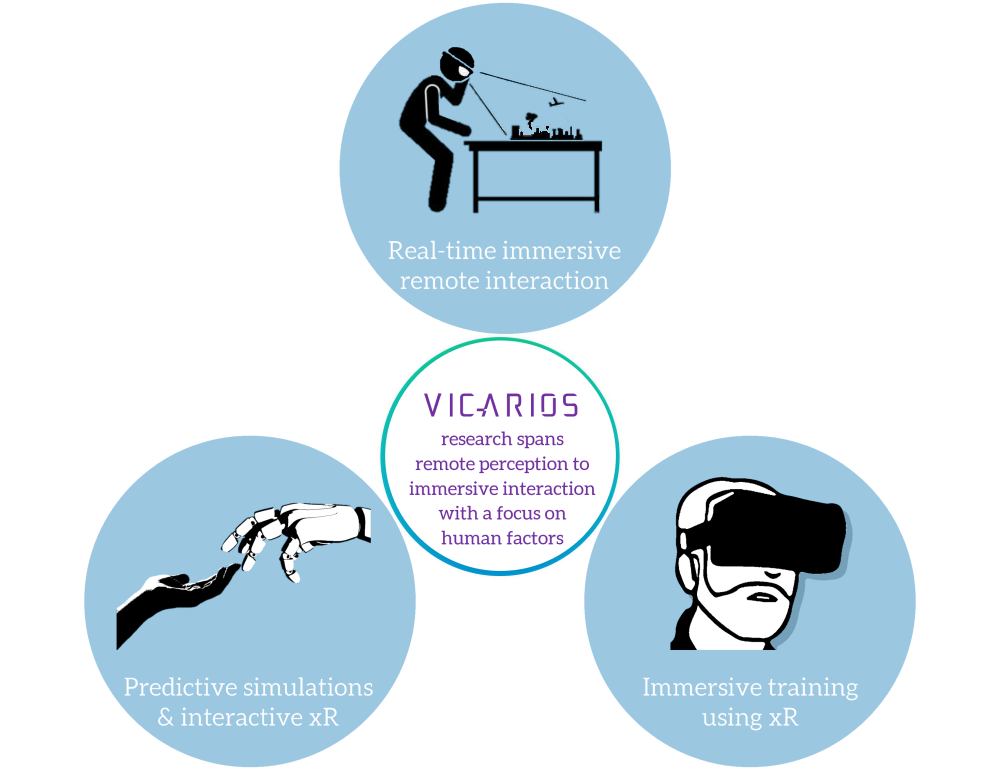 Real-time immersive
remote interaction
VICARIOS
research spans
remote perception to
immersive interaction
with a focus on
human factors
Predictive simulations
& interactive xR
Immersive training
using xR